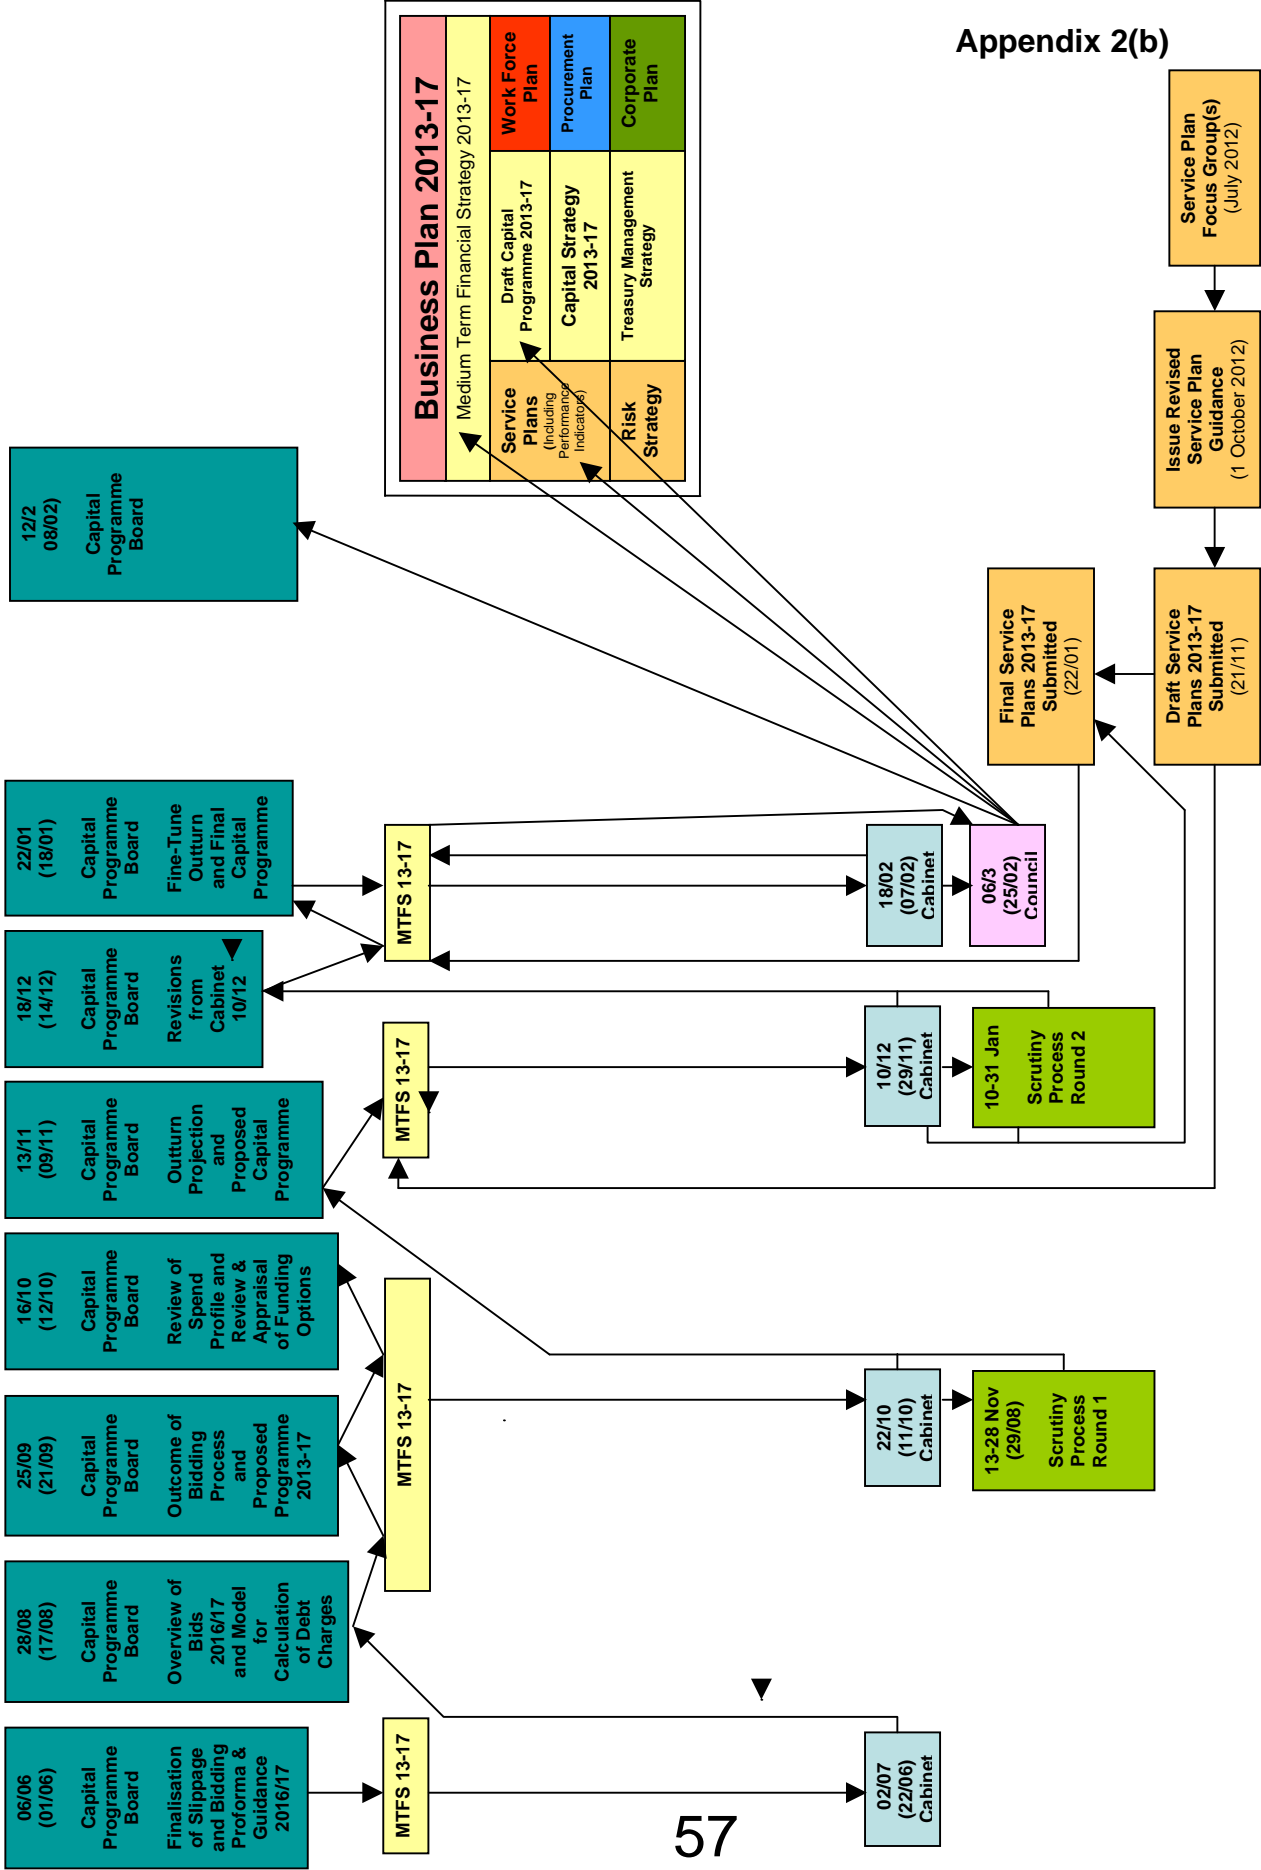 Appendix 2(b)
06/06
(01/06)
Capital
Programme
Board
Finalisation
of Slippage
and Bidding
Proforma &
Guidance
2016/17
28/08
(17/08)
Capital
Programme
Board
Overview of
Bids
2016/17
and Model
for
Calculation
of Debt
Charges
25/09
(21/09)
Capital
Programme
Board
Outcome of
Bidding
Process
and
Proposed
Programme
2013-17
16/10
(12/10)
Capital
Programme
Board
Review of
Spend
Profile and
Review &
Appraisal
of Funding
Options
13/11
(09/11)
Capital
Programme
Board
Outturn
Projection
and
Proposed
Capital
Programme
18/12
(14/12)
Capital
Programme
Board
Revisions
from
Cabinet
10/12
22/01
(18/01)
Capital
Programme
Board
Fine-Tune
Outturn
and Final
Capital
Programme
12/2
08/02)
Capital
Programme
Board
MTFS 13-17
MTFS 13-17
MTFS 13-17
MTFS 13-17
Business Plan 2013-17
Medium Term Financial Strategy 2013-17
Service
Plans
(Including
Performance
Indicators)
Draft Capital
Programme 2013-17
Work Force
Plan
Capital Strategy
2013-17
Procurement
Plan
Risk
Strategy
Treasury Management
Strategy
Corporate
Plan
02/07
(22/06)
Cabinet
22/10
(11/10)
Cabinet
10/12
(29/11)
Cabinet
18/02
(07/02)
Cabinet
13-28 Nov
(29/08)
Scrutiny
Process
Round 1
10-31 Jan
Scrutiny
Process
Round 2
06/3
(25/02)
Council
Final Service
Plans 2013-17
Submitted
(22/01)
Draft Service
Plans 2013-17
Submitted
(21/11)
Issue Revised
Service Plan
Guidance
(1 October 2012)
Service Plan
Focus Group(s)
(July 2012)
57